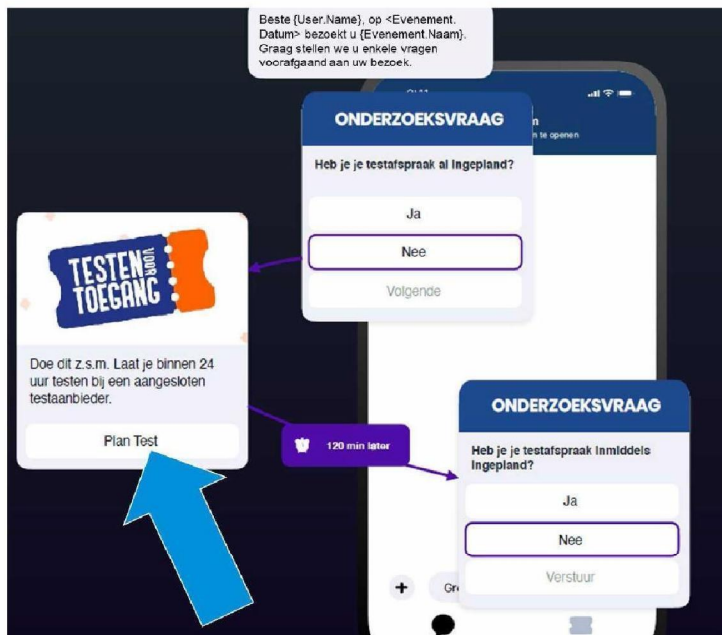 Beste {User.Name}, op <Evenement.
Datum> bezoekt u {Evenement.Naam}.
Graag stellen we u enkele vragen
voorafgaand aan uw bezoek.
n te openen
ONDERZOEKSVRAAG
Heb je je testafspraak al ingepland?
Ja
Nee
Volgende
TESTEN
VOOR
TOEGANG
Doe dit z.s.m. Laat je binnen 24
uur testen bij een aangesloten
testaanbieder.
Plan Test
120 min later
ONDERZOEKSVRAAG
Heb je je testafspraak inmiddels
ingepland?
Ja
Nee
Verstuur
+ Gr